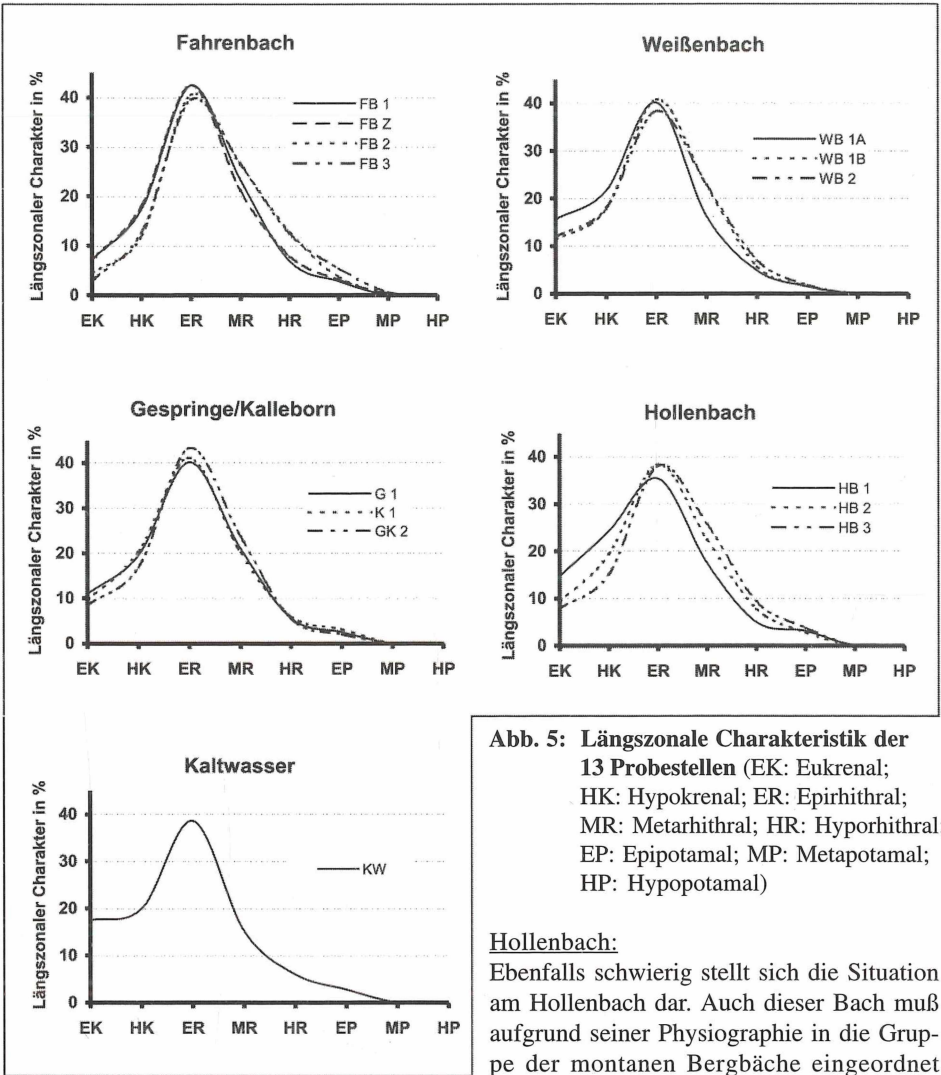 Fahrenbach
Längszonaler Charakter in %
40
30
20
10
0
FB 1
FB Z
FB 2
FB 3
EK HK ER MR HR EP MP HP
Weißenbach
Längszonaler Charakter in %
40
30
20
10
0
WB 1A
WB 1B
WB 2
EK HK ER MR HR EP MP HP
Gespringe/Kalleborn
Längszonaler Charakter in %
40
30
20
10
0
G 1
K 1
GK 2
EK HK ER MR HR EP MP HP
Hollenbach
Längszonaler Charakter in %
40
30
20
10
0
HB 1
HB 2
HB 3
EK HK ER MR HR EP MP HP
Kaltwasser
Längszonaler Charakter in %
40
30
20
10
0
KW
EK HK ER MR HR EP MP HP
Abb. 5: Längszonale Charakteristik der
13 Probestellen (EK: Eukrenal;
HK: Hypokrenal; ER: Epirhithral;
MR: Metarhithral; HR: Hyporhithral
EP: Epipotamal; MP: Metapotamal;
HP: Hypopotamal)
Hollenbach:
Ebenfalls schwierig stellt sich die Situation
am Hollenbach dar. Auch dieser Bach muß
aufgrund seiner Physiographie in die Grup-
pe der montanen Bergbäche eingeordnet